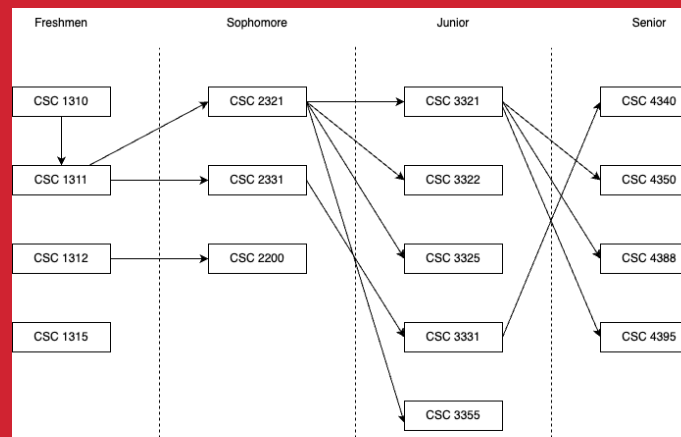 Freshmen Sophomore Junior Senior
CSC 1310 CSC 2321 CSC 3321 CSC 4340
CSC 1311 CSC 2331 CSC 3322 CSC 4350
CSC 1312 CSC 2200 CSC 3325 CSC 4388
CSC 1315 CSC 3331 CSC 4395
CSC 3355